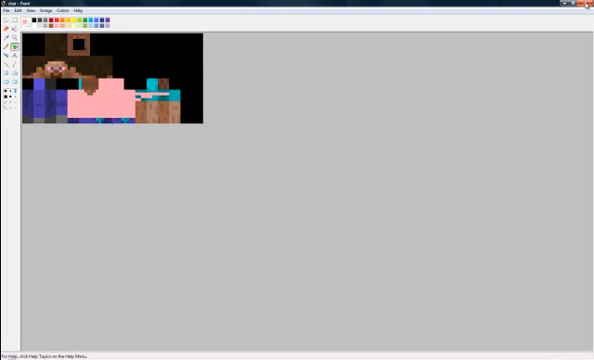 char - Paint
File Edit View Image Colors Help
For Help, click Help Topics on the Help Menu.